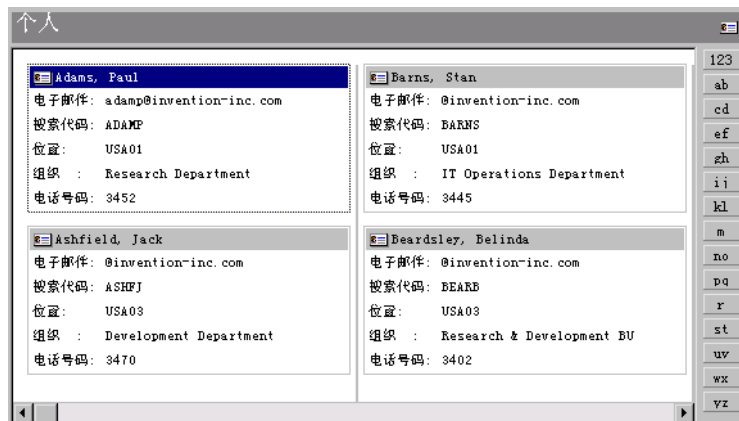 个人
Adams, Paul
电子邮件: adamp@invention-inc.com
搜索代码: ADAMP
位置: USA01
组织 : Research Department
电话号码: 3452
Ashfield, Jack
电子邮件: @invention-inc.com
搜索代码: ASHFJ
位置: USA03
组织 : Development Department
电话号码: 3470
Barns, Stan
电子邮件: @invention-inc.com
搜索代码: BARNS
位置: USA01
组织 : IT Operations Department
电话号码: 3445
Beardsley, Belinda
电子邮件: @invention-inc.com
搜索代码: BEARB
位置: USA03
组织 : Research & Development BU
电话号码: 3402
123
ab
cd
ef
gh
ij
kl
m
no
pq
r
st
uv
wx
yz